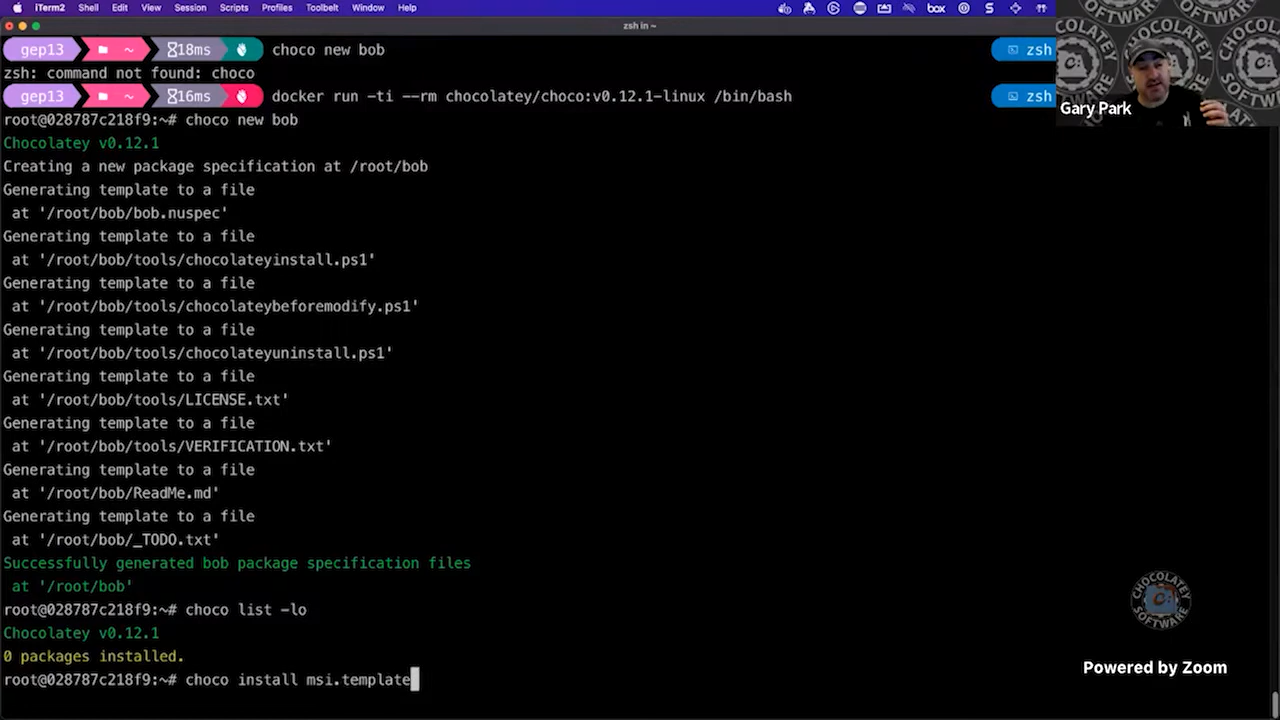 iTerm2 Shell Edit View Session Scripts Profiles Toolbelt Window Help box
zsh in ~
gep13 ~ 18ms choco new bob zsh
zsh: command not found: choco
gep13 ~ 16ms docker run -ti --rm chocolatey/choco:v0.12.1-linux /bin/bash zsh
root@028787c218f9:~# choco new bob
Chocolatey v0.12.1
Creating a new package specification at /root/bob
Generating template to a file
at '/root/bob/bob.nuspec'
Generating template to a file
at '/root/bob/tools/chocolateyinstall.ps1'
Generating template to a file
at '/root/bob/tools/chocolateybeforemodify.ps1'
Generating template to a file
at '/root/bob/tools/chocolateyuninstall.ps1'
Generating template to a file
at '/root/bob/tools/LICENSE.txt'
Generating template to a file
at '/root/bob/tools/VERIFICATION.txt'
Generating template to a file
at '/root/bob/ReadMe.md'
Generating template to a file
at '/root/bob/_TODO.txt'
Successfully generated bob package specification files
at '/root/bob'
root@028787c218f9:~# choco list -lo
Chocolatey v0.12.1
0 packages installed.
root@028787c218f9:~# choco install msi.template
Gary Park
CHOCOLATEY
SOFTWARE
Powered by Zoom